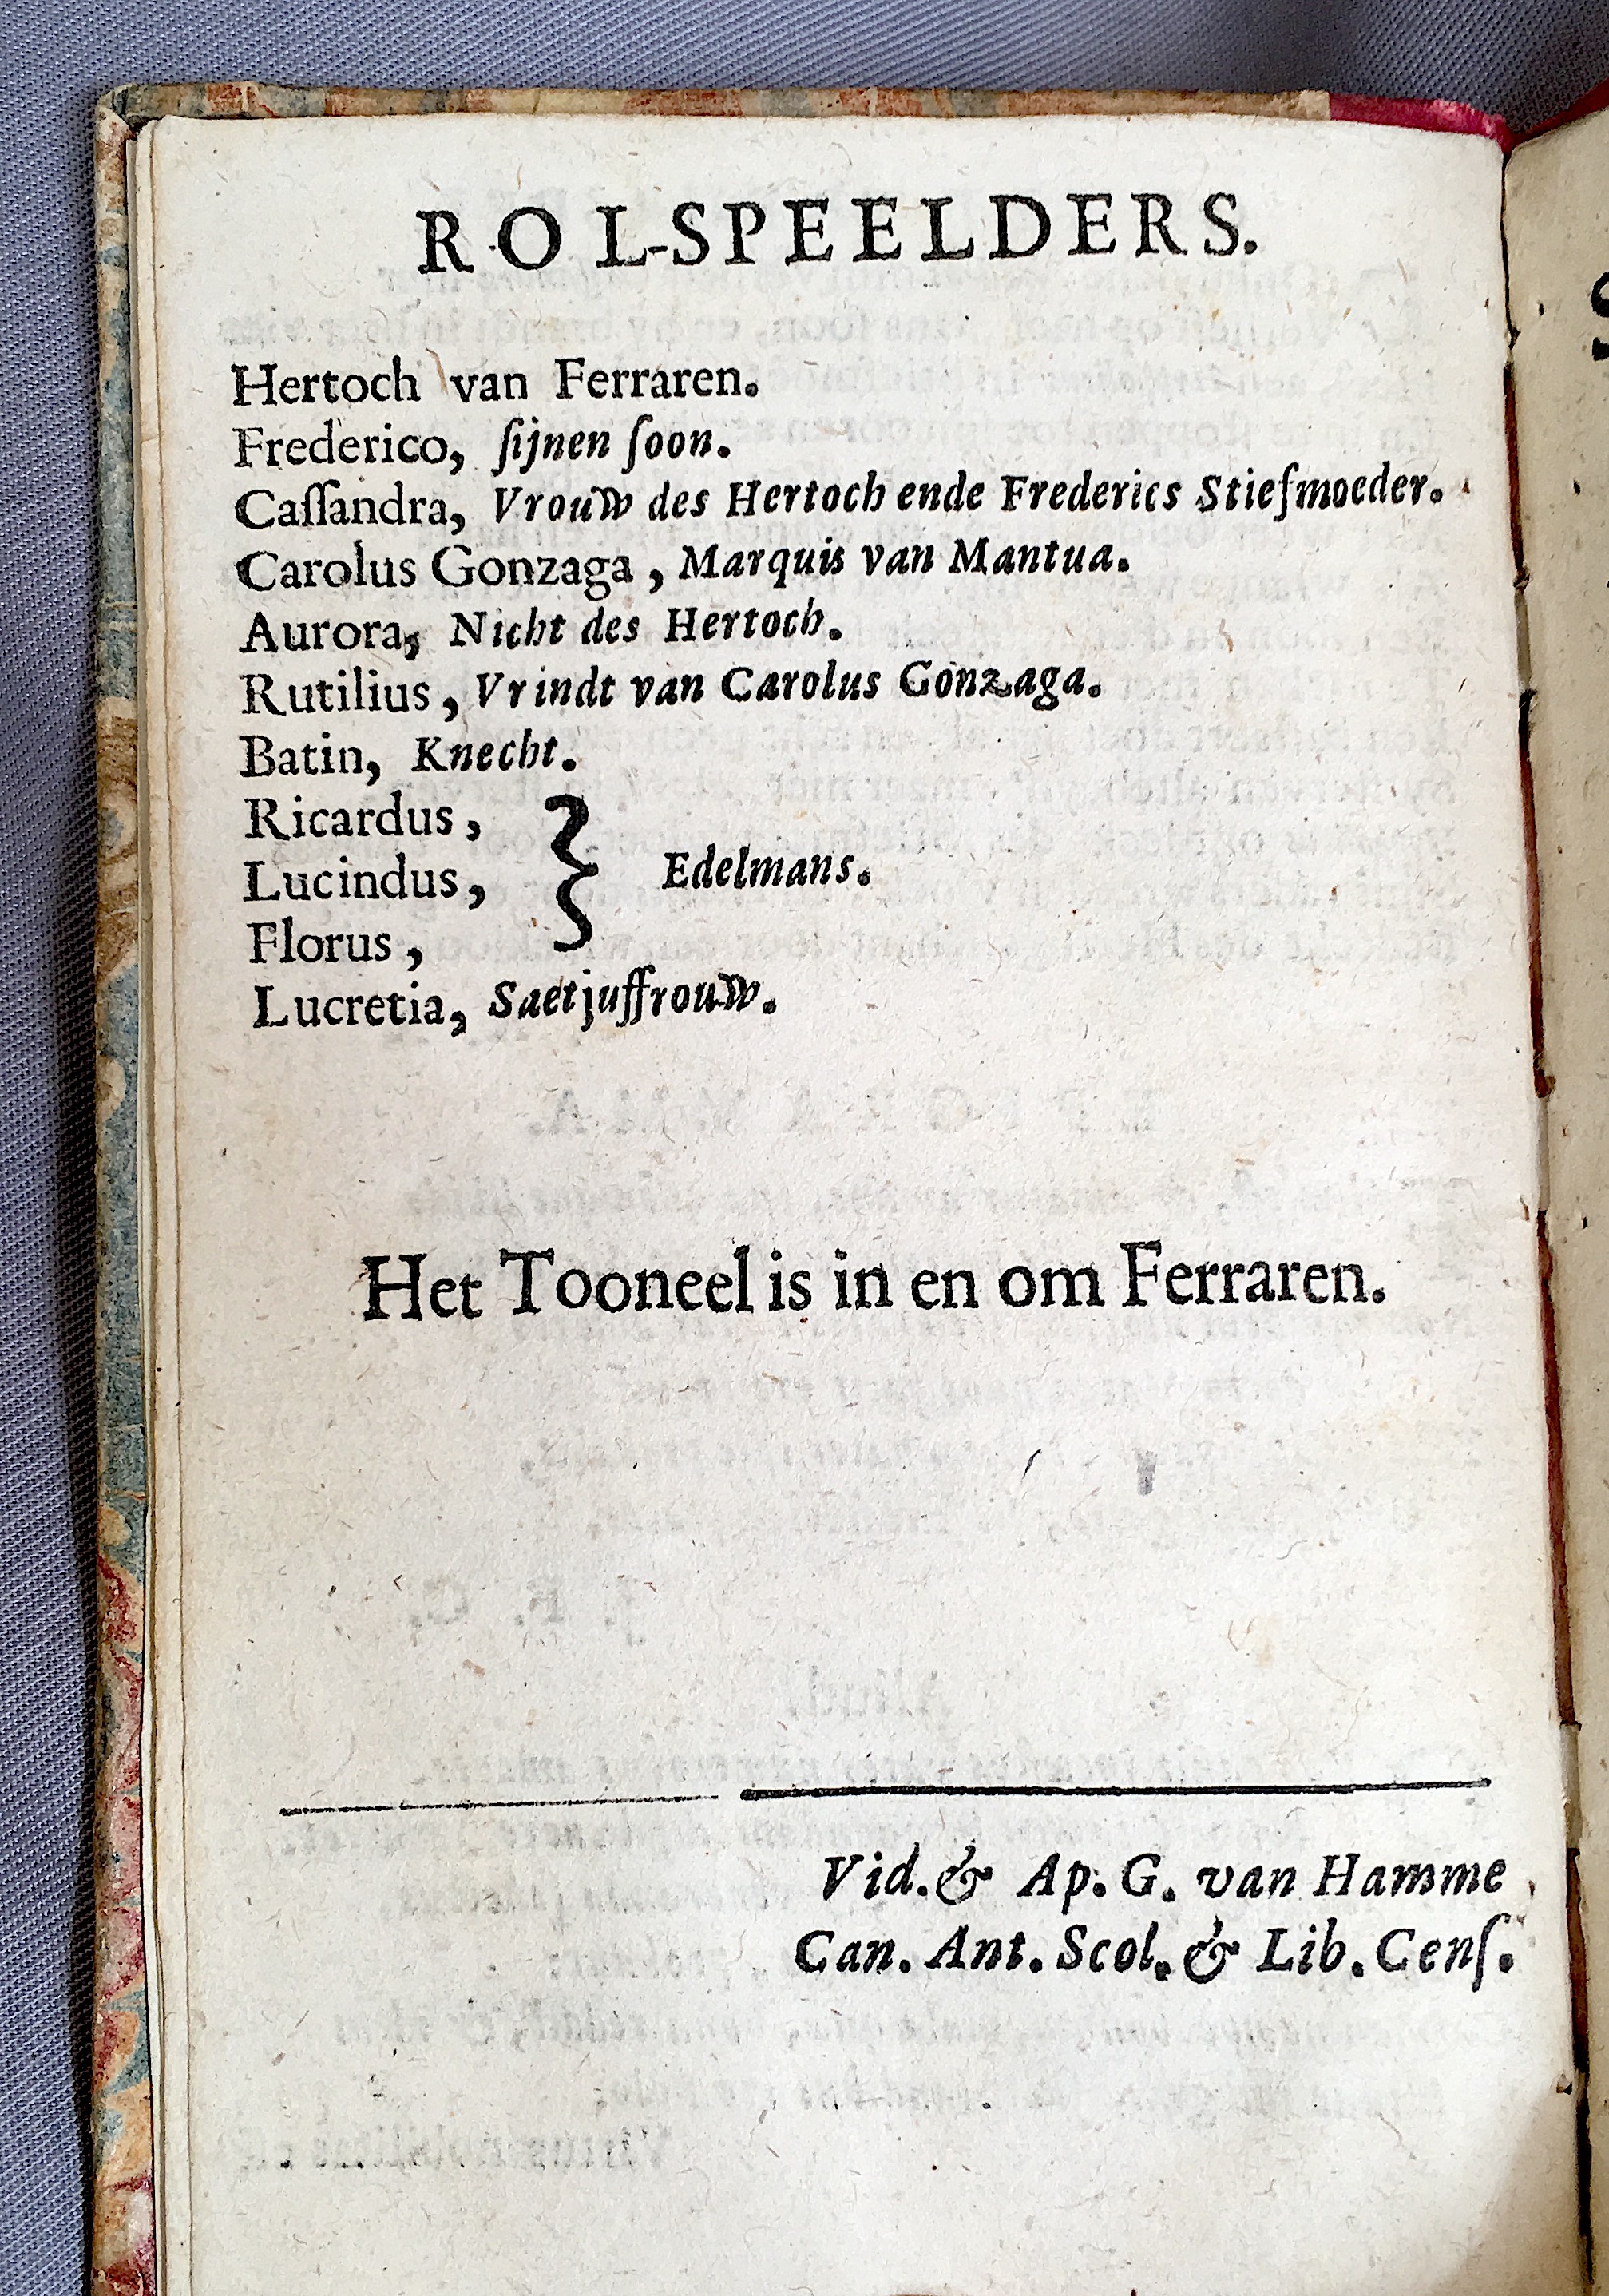 ROL-SPEELDERS.
Hertoch van Ferraren.
Frederico, ſijnen ſoon.
Caſſandra, Vrouw des Hertoch ende Frederics Stiefmoeder.
Carolus Gonzaga, Marquis van Mantua.
Aurora, Nicht des Hertoch.
Rutilius, Vrindt van Carolus Gonzaga.
Batin, Knecht.
Ricardus,
Lucindus, } Edelmans.
Florus,
Lucretia, Saetjuffrouw.
Het Tooneel is in en om Ferraren.
Vid. & Ap. G. van Hamme
Can. Ant. Scol. & Lib. Cenſ.